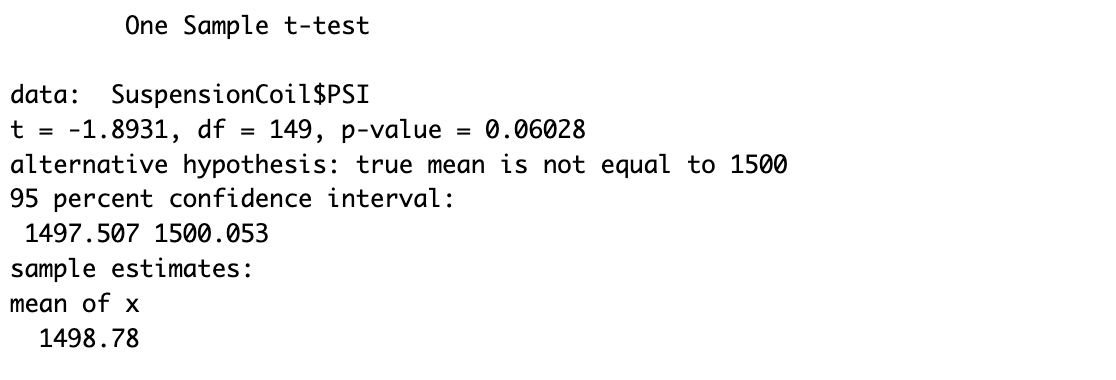 One Sample t-test
data:  SuspensionCoil$PSI
t = -1.8931, df = 149, p-value = 0.06028
alternative hypothesis: true mean is not equal to 1500
95 percent confidence interval:
1497.507 1500.053
sample estimates:
mean of x
1498.78